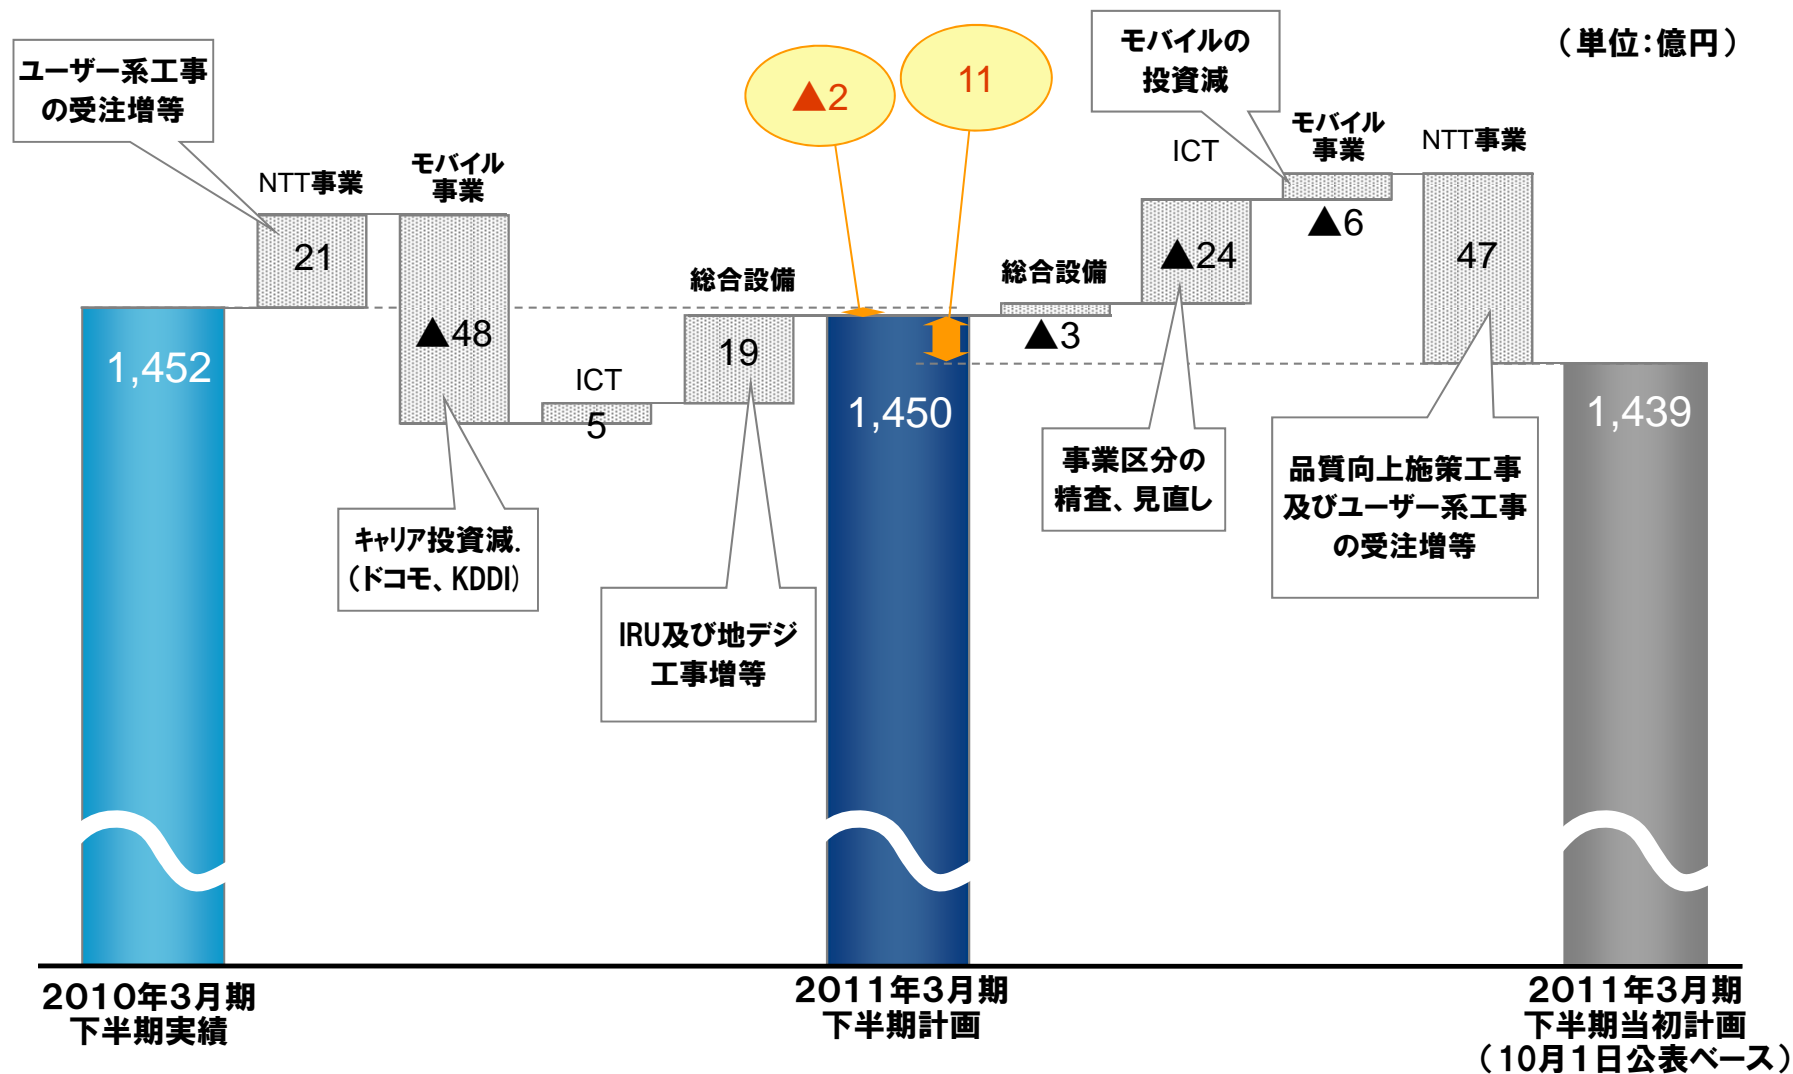 （単位：億円）
ユーザー系工事
の受注増等
NTT事業
21
モバイル
事業
▲48
キャリア投資減.
（ドコモ、KDDI）
ICT
5
総合設備
19
IRU及び地デジ
工事増等
▲2
11
総合設備
▲3
ICT
▲24
事業区分の
精査、見直し
モバイルの
投資減
モバイル
事業
▲6
NTT事業
47
品質向上施策工事
及びユーザー系工事
の受注増等
1,452
1,450
1,439
２０１０年３月期
下半期実績
２０１１年３月期
下半期計画
２０１１年３月期
下半期当初計画
（１０月１日公表ベース）